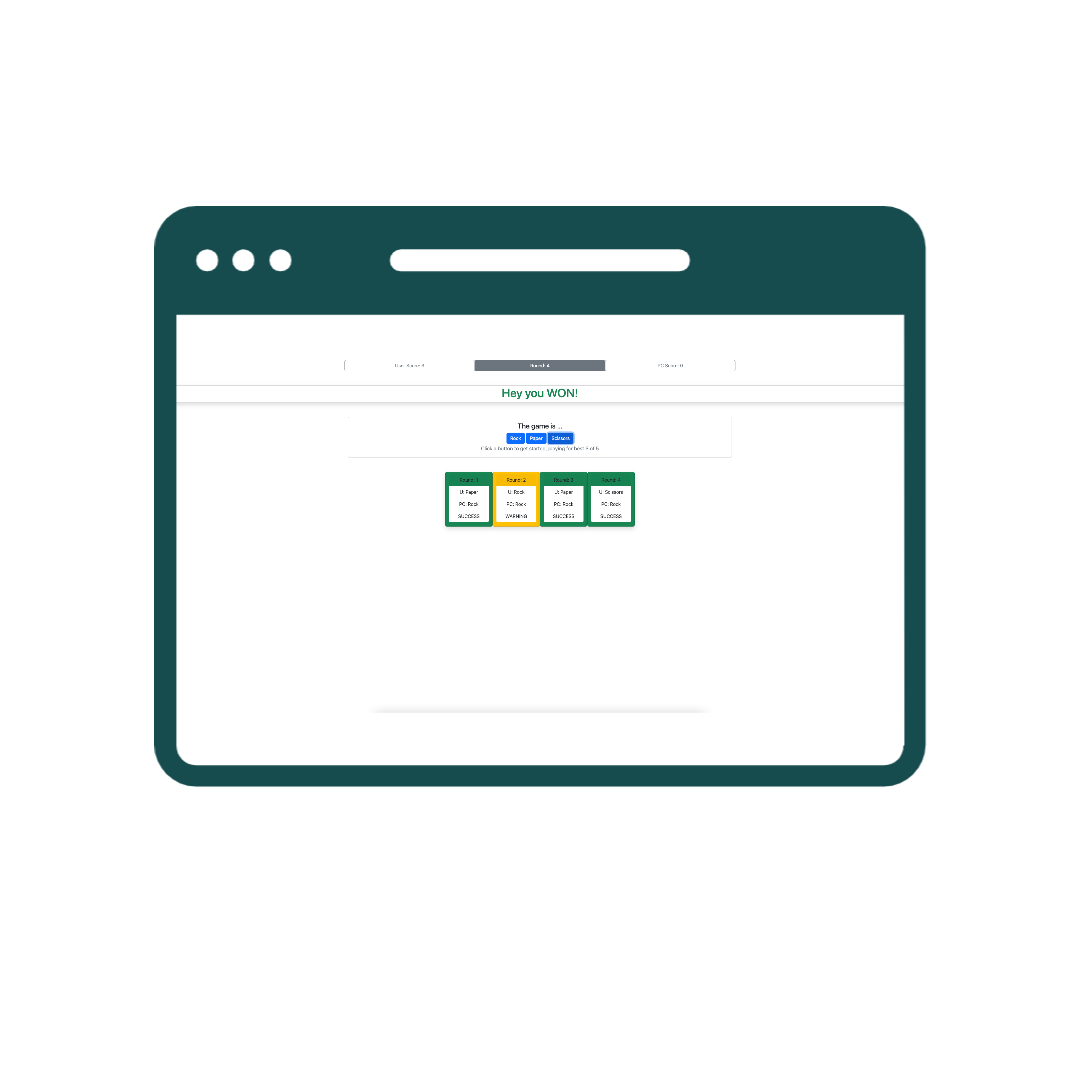 User Score: 3 Round: 4 PC Score: 0
Hey you WON!
The game is ...
Rock Paper Scissors
Click a button to get started, playing for best of 5
Round: 1 Round: 2 Round: 3 Round: 4
U: Paper U: Rock U: Paper U: Scissors
PC: Rock PC: Rock PC: Rock PC: Rock
SUCCESS WARNING SUCCESS SUCCESS